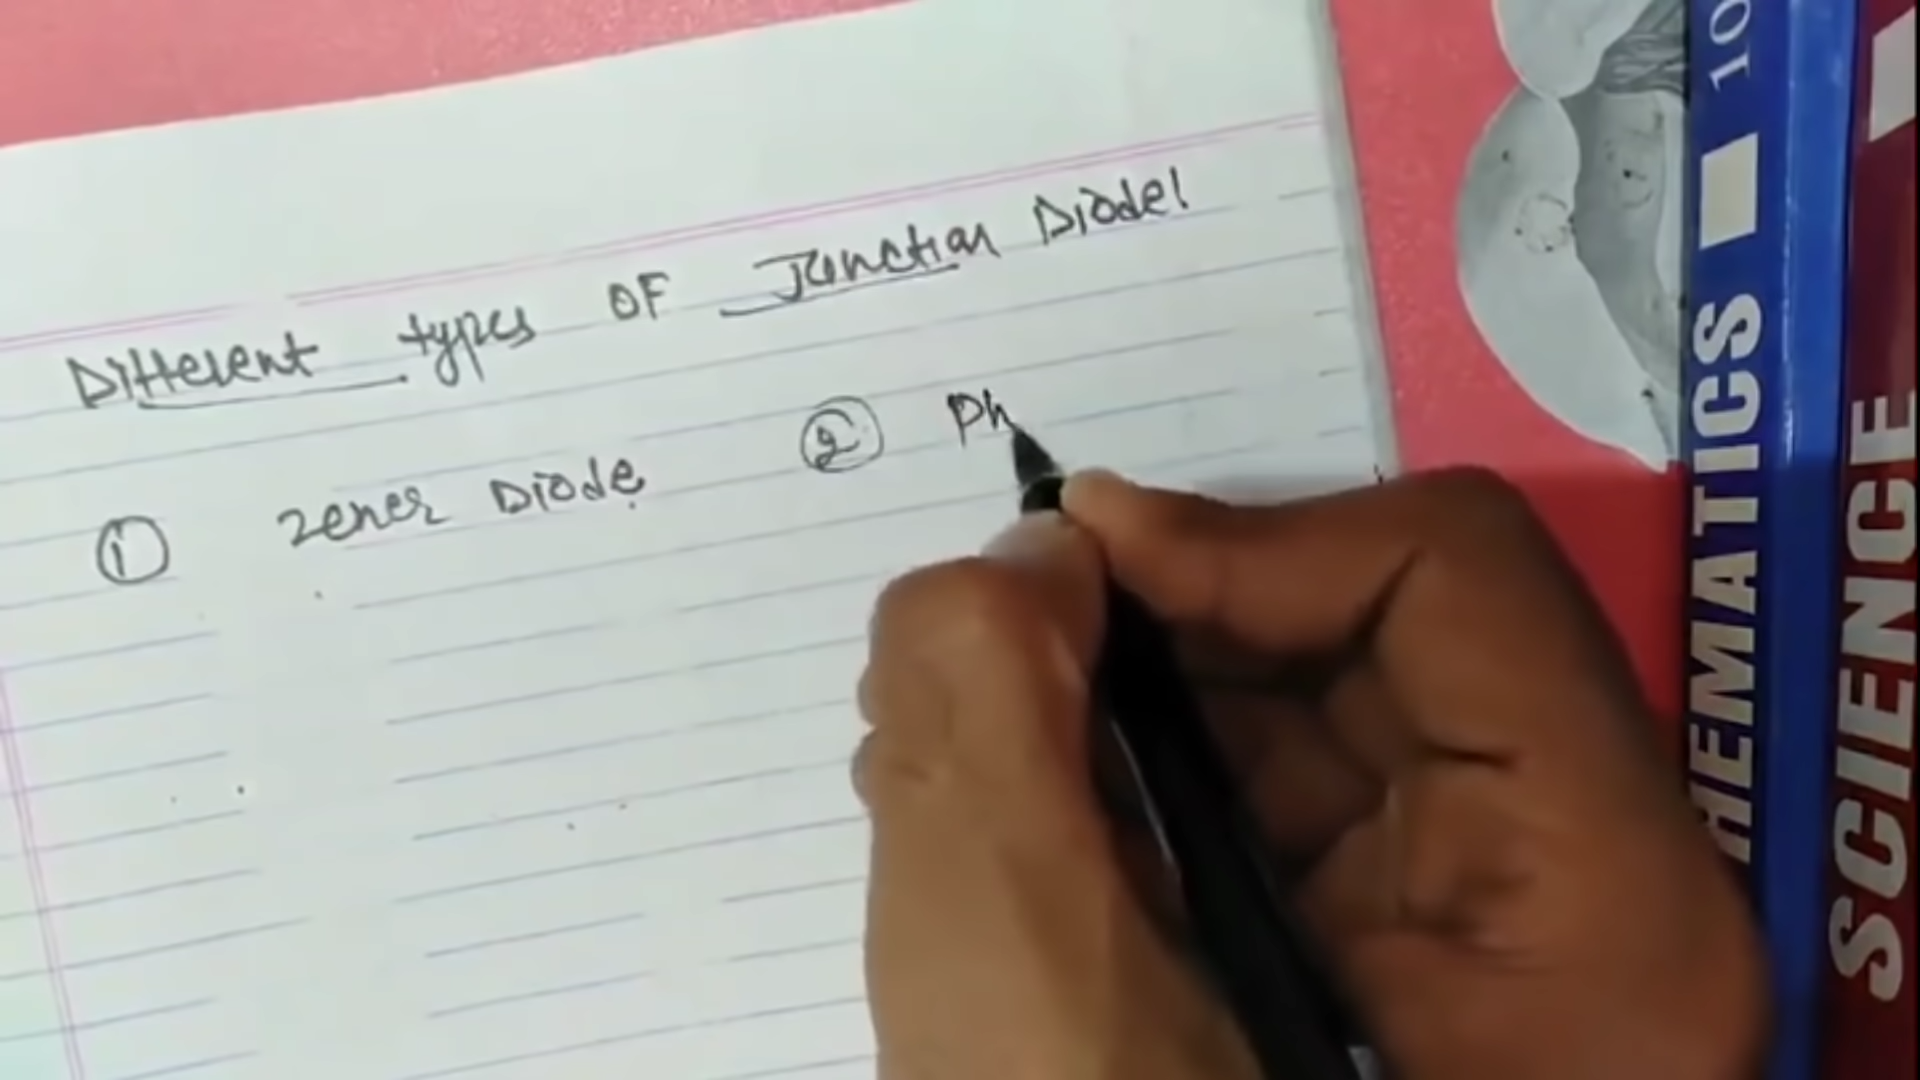 Different types OF Junction Diode!
① zener Diode ② Ph
10
HEMATICS
SCIENCE